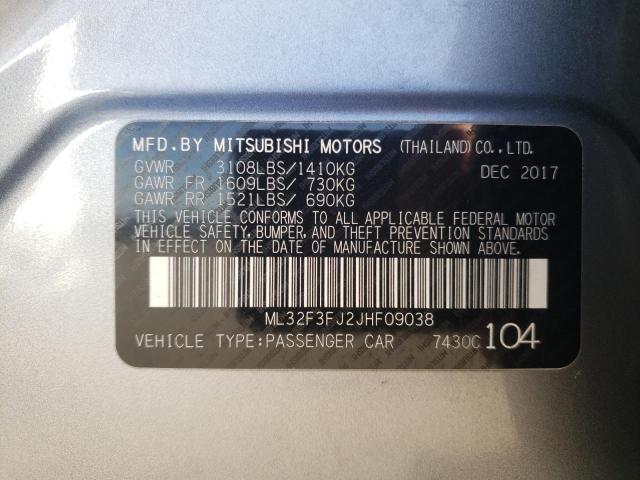 MFD.BY MITSUBISHI MOTORS (THAILAND)CO.,LTD.
GVWR 3108LBS/1410KG DEC 2017
GAWR FR 1609LBS/ 730KG
GAWR RR 1521LBS/ 690KG
THIS VEHICLE CONFORMS TO ALL APPLICABLE FEDERAL MOTOR
VEHICLE SAFETY, BUMPER, AND THEFT PREVENTION STANDARDS
IN EFFECT ON THE DATE OF MANUFACTURE SHOWN ABOVE.
ML32F3FJ2JHF09038
VEHICLE TYPE:PASSENGER CAR 7430C 104